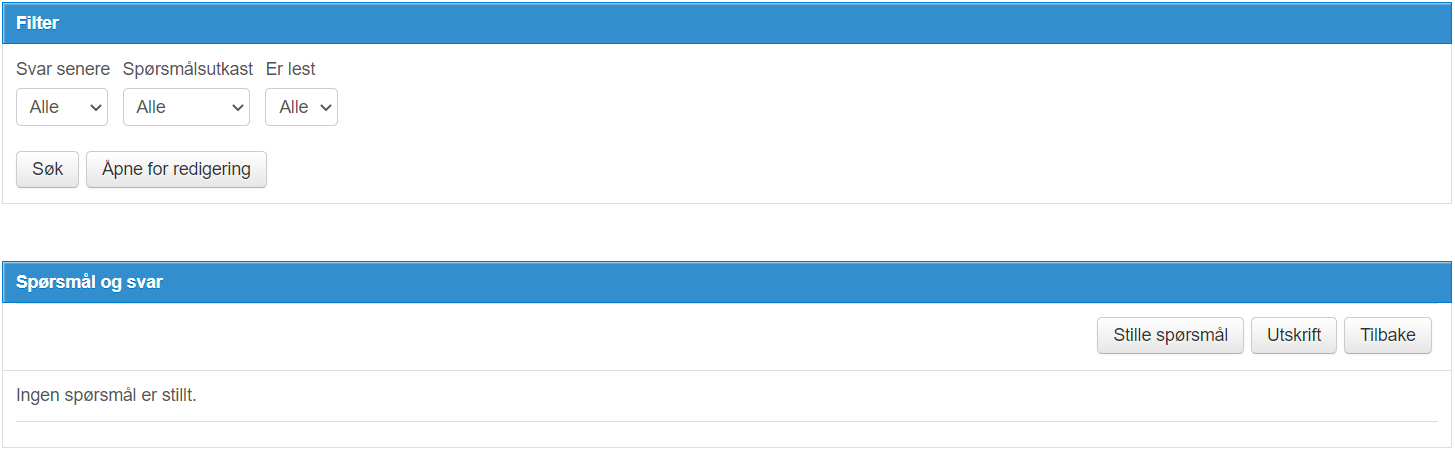 Filter
Svar senere Spørsmålsutkast Er lest
Alle Alle Alle
Søk Åpne for redigering
Spørsmål og svar
Stille spørsmål Utskrift Tilbake
Ingen spørsmål er stillt.